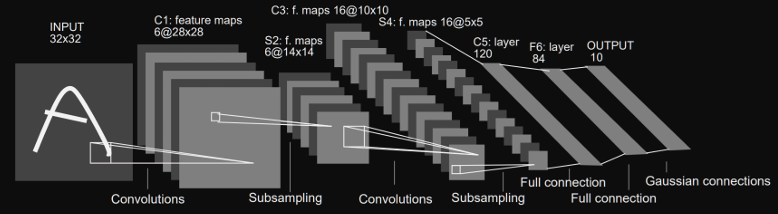 INPUT
32x32
C1: feature maps
6@28x28
S2: f. maps
6@14x14
C3: f. maps 16@10x10
S4: f. maps 16@5x5
C5: layer
120
F6: layer
84
OUTPUT
10
Convolutions
Subsampling
Convolutions
Subsampling
Full connection
Full connection
Gaussian connections